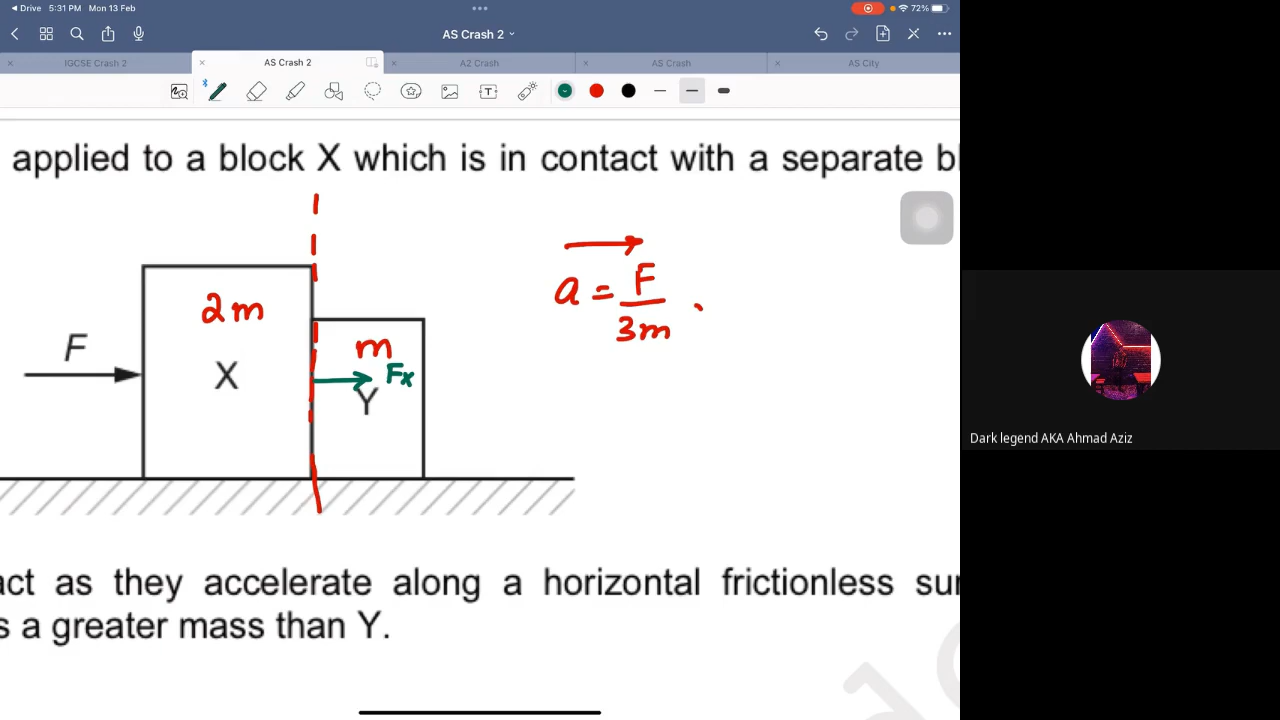 Drive 5:31 PM Mon 13 Feb 72%
AS Crash 2
IGCSE Crash 2 AS Crash 2 A2 Crash AS Crash AS City
applied to a block X which is in contact with a separate bl
F
2m
X
m
Fx
Y
a = F
3m
act as they accelerate along a horizontal frictionless sur
s a greater mass than Y.
Dark legend AKA Ahmad Aziz